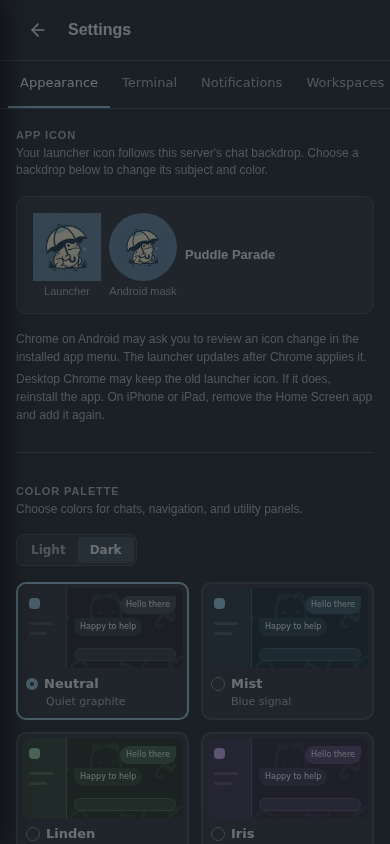 Settings
Appearance Terminal Notifications Workspaces
APP ICON
Your launcher icon follows this server's chat backdrop. Choose a
backdrop below to change its subject and color.
Puddle Parade
Launcher Android mask
Chrome on Android may ask you to review an icon change in the
installed app menu. The launcher updates after Chrome applies it.
Desktop Chrome may keep the old launcher icon. If it does,
reinstall the app. On iPhone or iPad, remove the Home Screen app
and add it again.
COLOR PALETTE
Choose colors for chats, navigation, and utility panels.
Light Dark
Hello there Hello there
Happy to help Happy to help
Neutral Mist
Quiet graphite Blue signal
Hello there Hello there
Happy to help Happy to help
Linden Iris